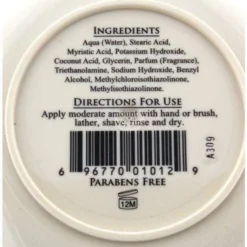 INGREDIENTS
Aqua (Water), Stearic Acid,
Myristic Acid, Potassium Hydroxide,
Coconut Acid, Glycerin, Parfum (Fragrance),
Triethanolamine, Sodium Hydroxide, Benzyl
Alcohol, Methylchloroisothiazolinone,
Methylisothiazolinone.
DIRECTIONS FOR USE
Apply moderate amount with hand or brush,
lather, shave, rinse and dry.
A309
6 96770 01012 9
PARABENS FREE
12M